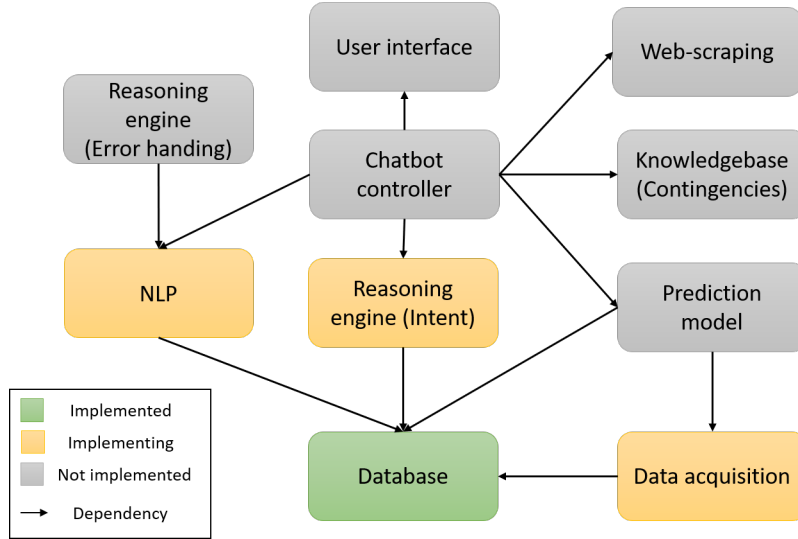 User interface
Web-scraping
Reasoning
engine
(Error handing)
Chatbot
controller
Knowledgebase
(Contingencies)
NLP
Reasoning
engine (Intent)
Prediction
model
Implemented
Implementing
Not implemented
Dependency
Database
Data acquisition